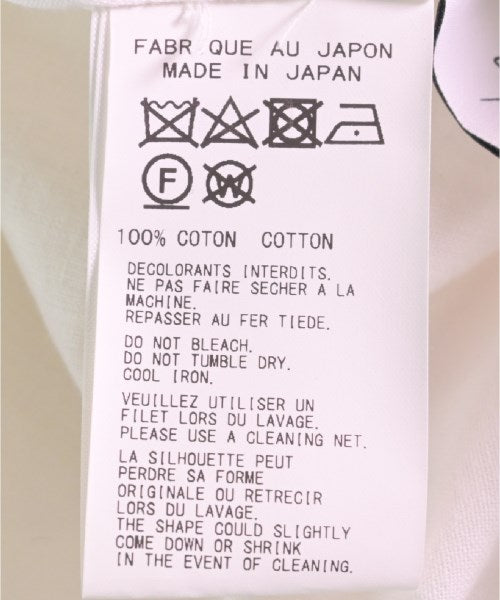 FABR QUE AU JAPON
MADE IN JAPAN
F W
100% COTON COTTON
DECOLORANTS INTERDITS.
NE PAS FAIRE SECHER A LA
MACHINE.
REPASSER AU FER TIEDE.
DO NOT BLEACH.
DO NOT TUMBLE DRY.
COOL IRON.
VEUILLEZ UTILISER UN
FILET LORS DU LAVAGE.
PLEASE USE A CLEANING NET.
LA SILHOUETTE PEUT
PERDRE SA FORME
ORIGINALE OU RETRECIR
LORS DU LAVAGE.
THE SHAPE COULD SLIGHTLY
COME DOWN OR SHRINK
IN THE EVENT OF CLEANING.